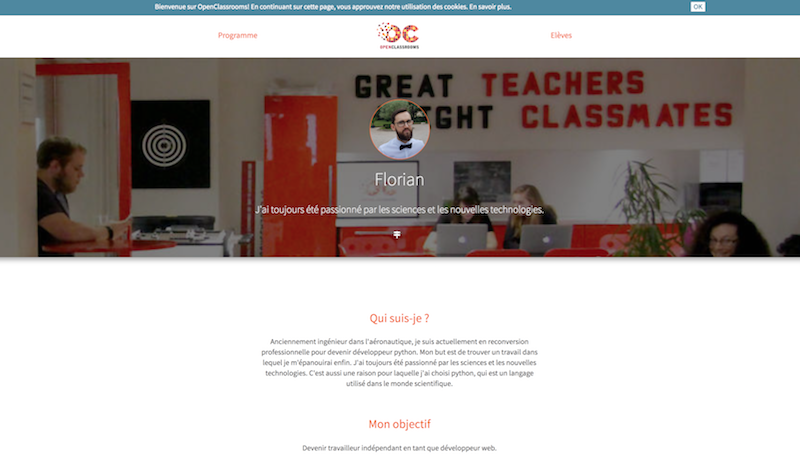 Bienvenue sur OpenClassrooms! En continuant sur cette page, vous approuvez notre utilisation des cookies. En savoir plus.
OK
Programme
OC
OPENCLASSROOMS
Elèves
GREAT TEACHERS
GHT CLASSMATES
Florian
J'ai toujours été passionné par les sciences et les nouvelles technologies.
Qui suis-je ?
Anciennement ingénieur dans l'aéronautique, je suis actuellement en reconversion
professionnelle pour devenir développeur python. Mon but est de trouver un travail dans
lequel je m'épanouirai enfin. J'ai toujours été passionné par les sciences et les nouvelles
technologies. C'est aussi une raison pour laquelle j'ai choisi python, qui est un langage
utilisé dans le monde scientifique.
Mon objectif
Devenir travailleur indépendant en tant que développeur web.